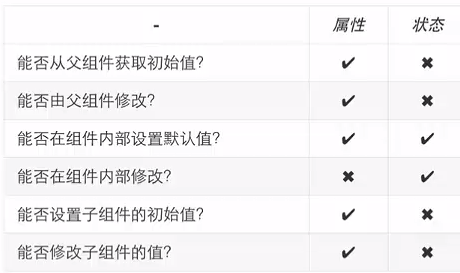 - 属性 状态
能否从父组件获取初始值? ✔ ✖
能否由父组件修改? ✔ ✖
能否在组件内部设置默认值? ✔ ✔
能否在组件内部修改? ✖ ✔
能否设置子组件的初始值? ✔ ✖
能否修改子组件的值? ✔ ✖